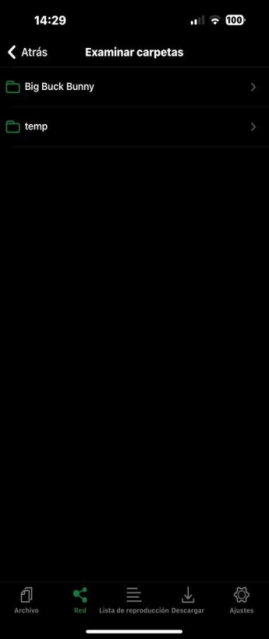 14:29
100
Atrás
Examinar carpetas
Big Buck Bunny
temp
Archivo
Red
Lista de reproducción
Descargar
Ajustes